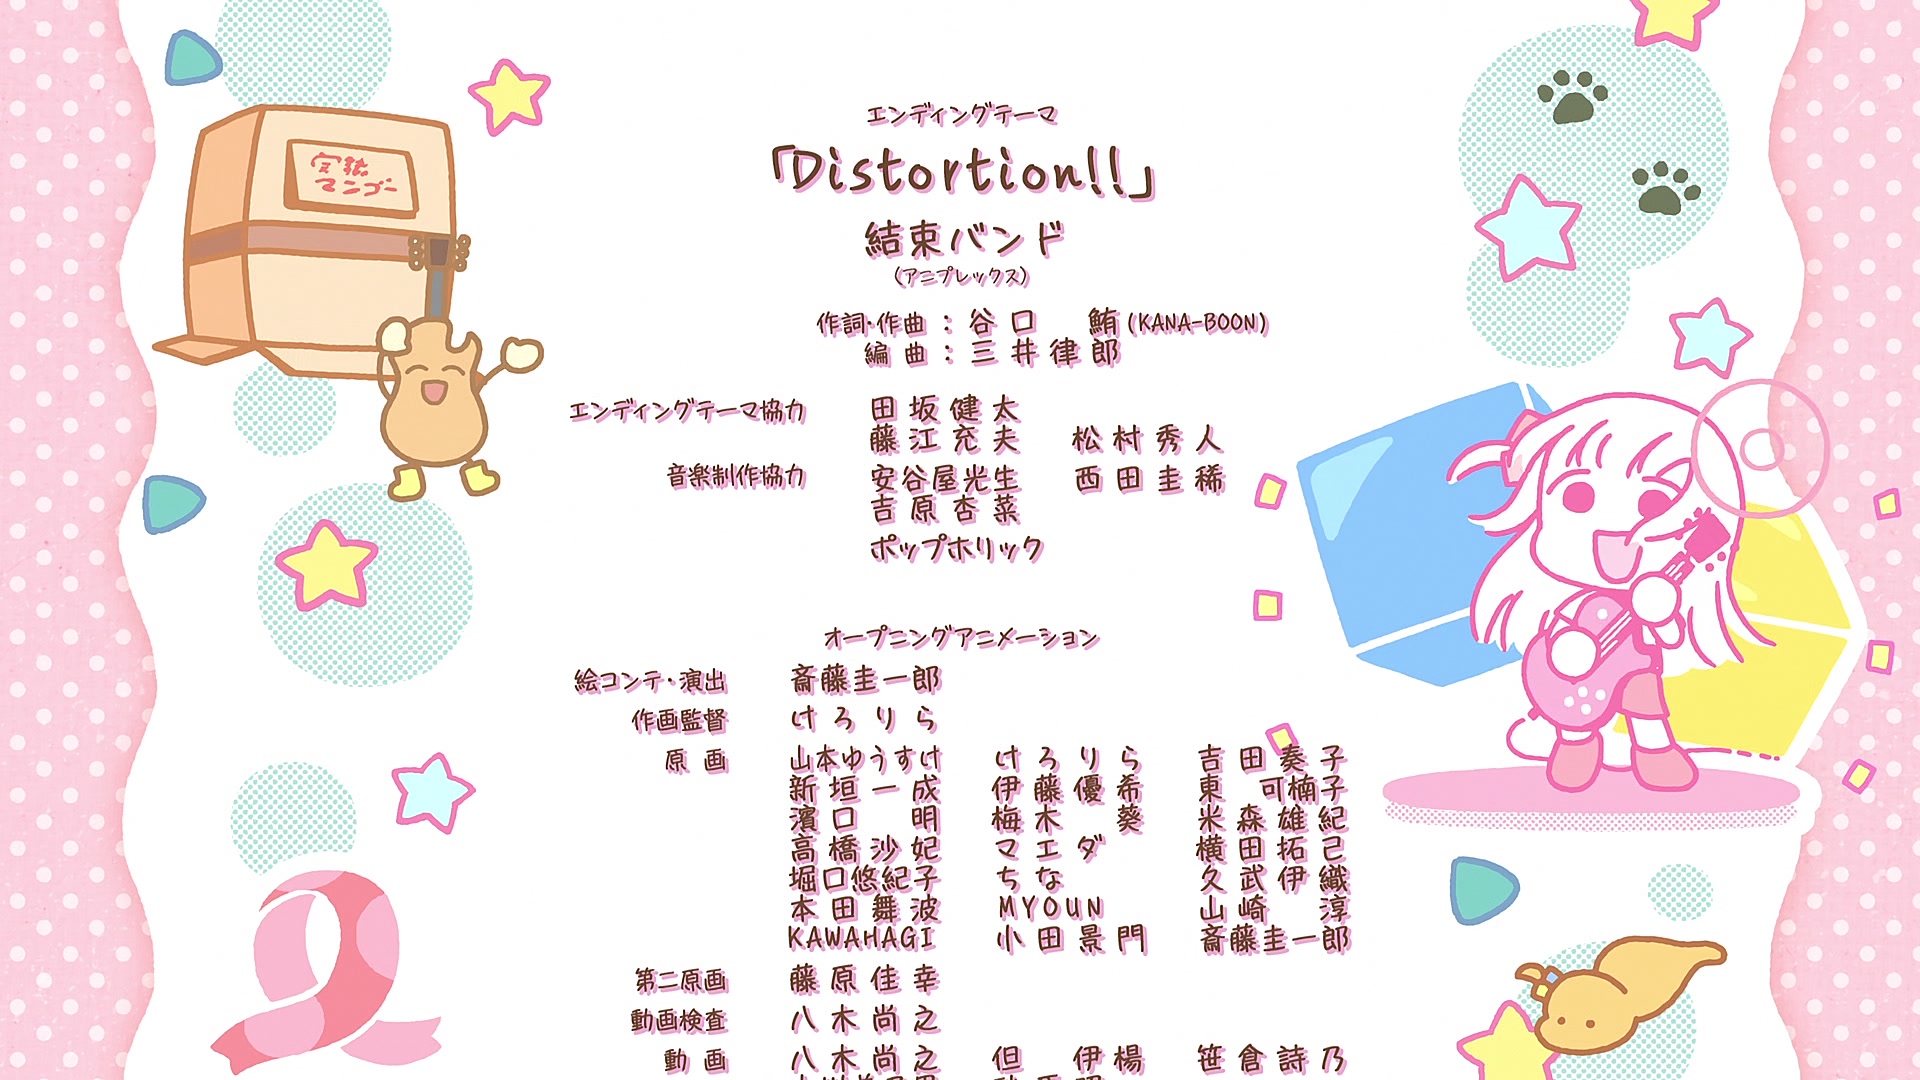 完熟
マンゴー
エンディングテーマ
「Distortion!!」
結束バンド
(アニプレックス)
作詞・作曲 : 谷口 鮪 (KANA-BOON)
編曲 : 三井律郎
エンディングテーマ協力 田坂健太
藤江充夫 松村秀人
音楽制作協力 安谷屋光生 西田圭稀
吉原杏菜
ポップホリック
オープニングアニメーション
絵コンテ・演出 斎藤圭一郎
作画監督 けろりら
原画 山本ゆうすけ けろりら 吉田奏子
新垣一成 伊藤優希 東 可楠子
濱口 明 梅木 葵 米森雄紀
高橋沙妃 マエダ 横田拓己
堀口悠紀子 ちな 久武伊織
本田舞波 MYOUN 山崎 淳
KAWAHAGI 小田景門 斎藤圭一郎
第二原画 藤原佳幸
動画検査 八木尚之
動画 八木尚之 但 伊楊 笹倉詩乃